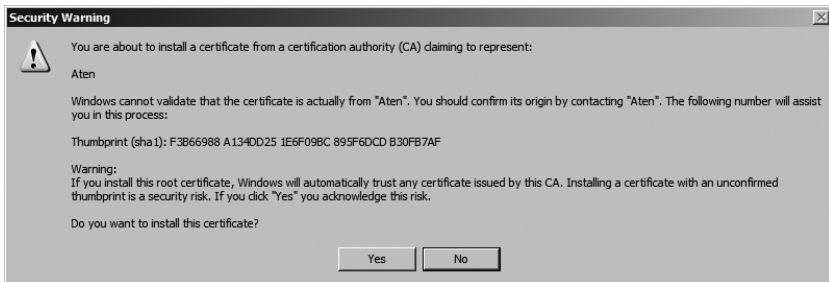 Security Warning
You are about to install a certificate from a certification authority (CA) claiming to represent:
Aten
Windows cannot validate that the certificate is actually from "Aten". You should confirm its origin by contacting "Aten". The following number will assist
you in this process:
Thumbprint (sha1): F3B66988 A134DD25 1E6F09BC 895F6DCD B30FB7AF
Warning:
If you install this root certificate, Windows will automatically trust any certificate issued by this CA. Installing a certificate with an unconfirmed
thumbprint is a security risk. If you click "Yes" you acknowledge this risk.
Do you want to install this certificate?
Yes No